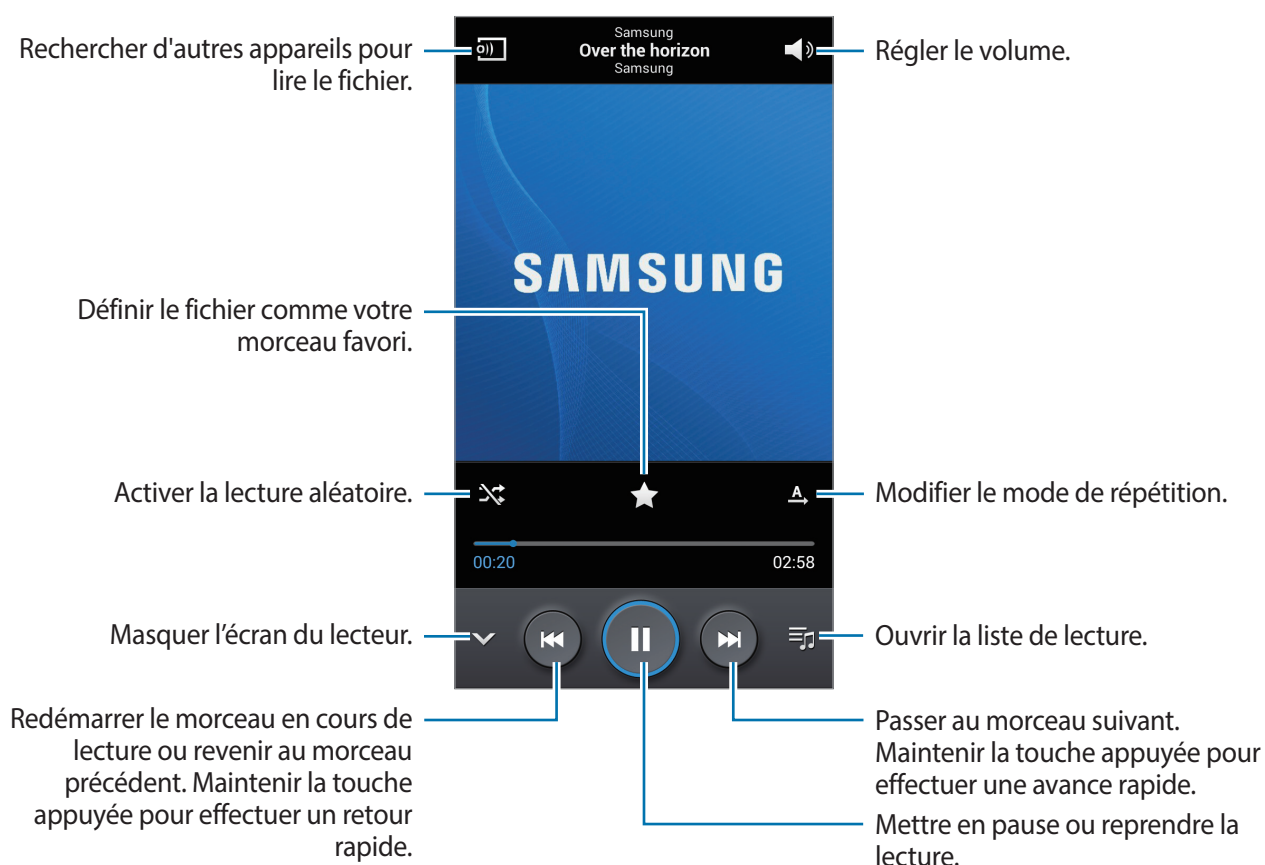 Rechercher d'autres appareils pour
lire le fichier.
Samsung
Over the horizon
Samsung
Régler le volume.
SAMSUNG
Définir le fichier comme votre
morceau favori.
Activer la lecture aléatoire.
A
Modifier le mode de répétition.
00:20
02:58
Masquer l’écran du lecteur.
Ouvrir la liste de lecture.
Redémarrer le morceau en cours de
lecture ou revenir au morceau
précédent. Maintenir la touche
appuyée pour effectuer un retour
rapide.
Passer au morceau suivant.
Maintenir la touche appuyée pour
effectuer une avance rapide.
Mettre en pause ou reprendre la
lecture.